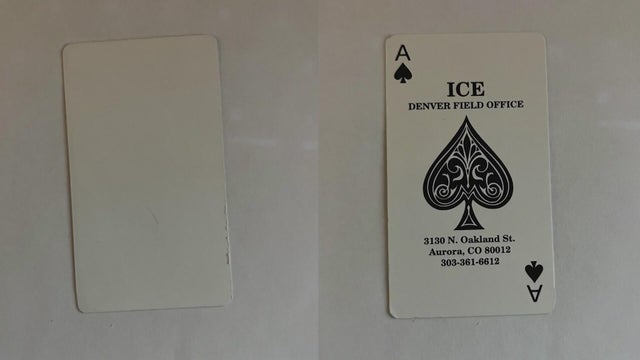 A
ICE
DENVER FIELD OFFICE
3130 N. Oakland St.
Aurora, CO 80012
303-361-6612
A